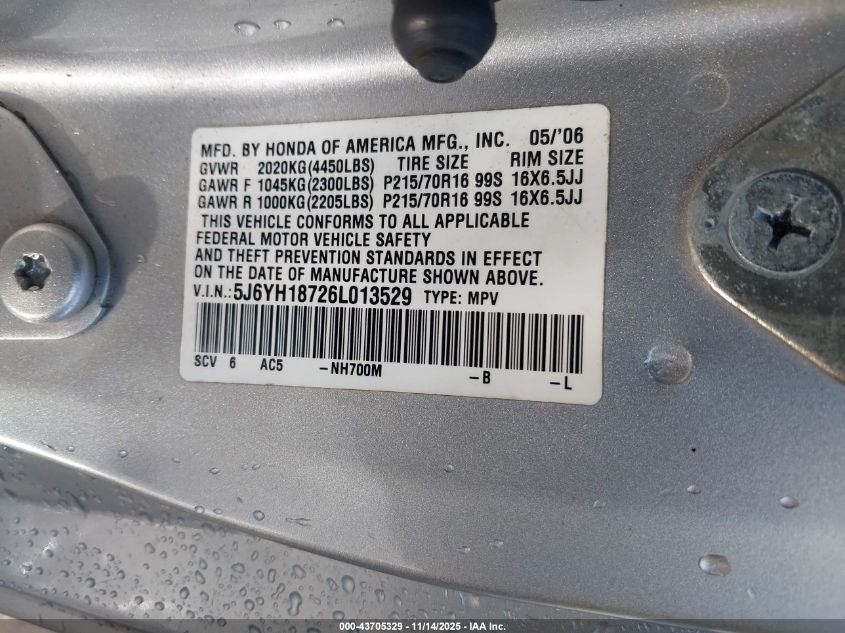 MFD. BY HONDA OF AMERICA MFG., INC. 05/'06
GVWR 2020KG(4450LBS) TIRE SIZE RIM SIZE
GAWR F 1045KG(2300LBS) P215/70R16 99S 16X6.5JJ
GAWR R 1000KG(2205LBS) P215/70R16 99S 16X6.5JJ
THIS VEHICLE CONFORMS TO ALL APPLICABLE
FEDERAL MOTOR VEHICLE SAFETY
AND THEFT PREVENTION STANDARDS IN EFFECT
ON THE DATE OF MANUFACTURE SHOWN ABOVE.
V.I.N.:5J6YH18726L013529 TYPE: MPV
SCV 6 AC5 -NH700M -B -L
000-43705329 - 11/14/2025 - IAA Inc.